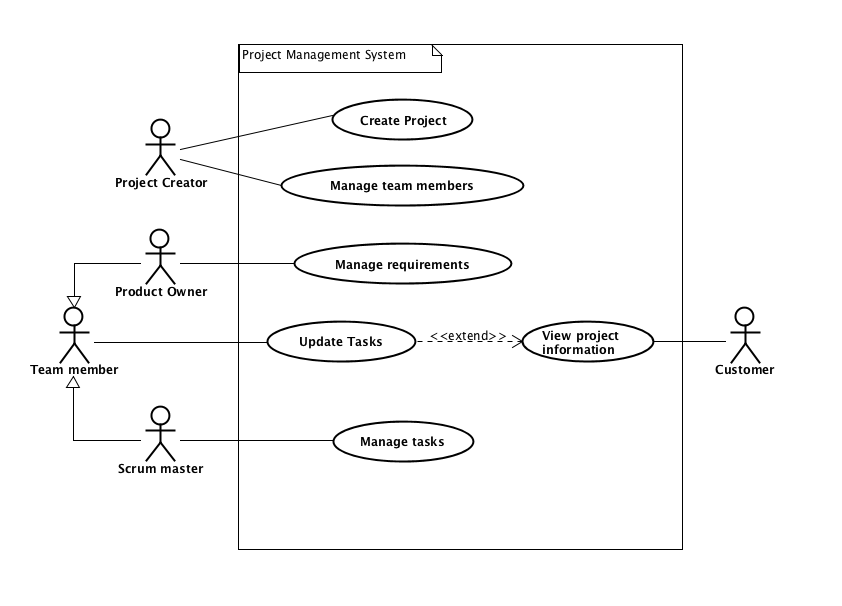 Project Management System
Create Project
Project Creator
Manage team members
Product Owner
Manage requirements
Team member
Update Tasks
<<extend>>
View project
information
Customer
Scrum master
Manage tasks